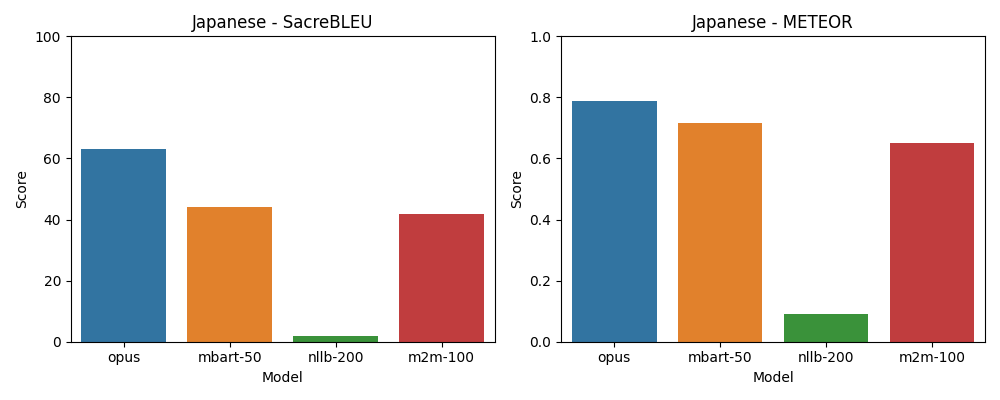 Japanese - SacreBLEU
100
80
60
40
20
0
Score
opus
mbart-50
nllb-200
m2m-100
Model
Japanese - METEOR
1.0
0.8
0.6
0.4
0.2
0.0
Score
opus
mbart-50
nllb-200
m2m-100
Model